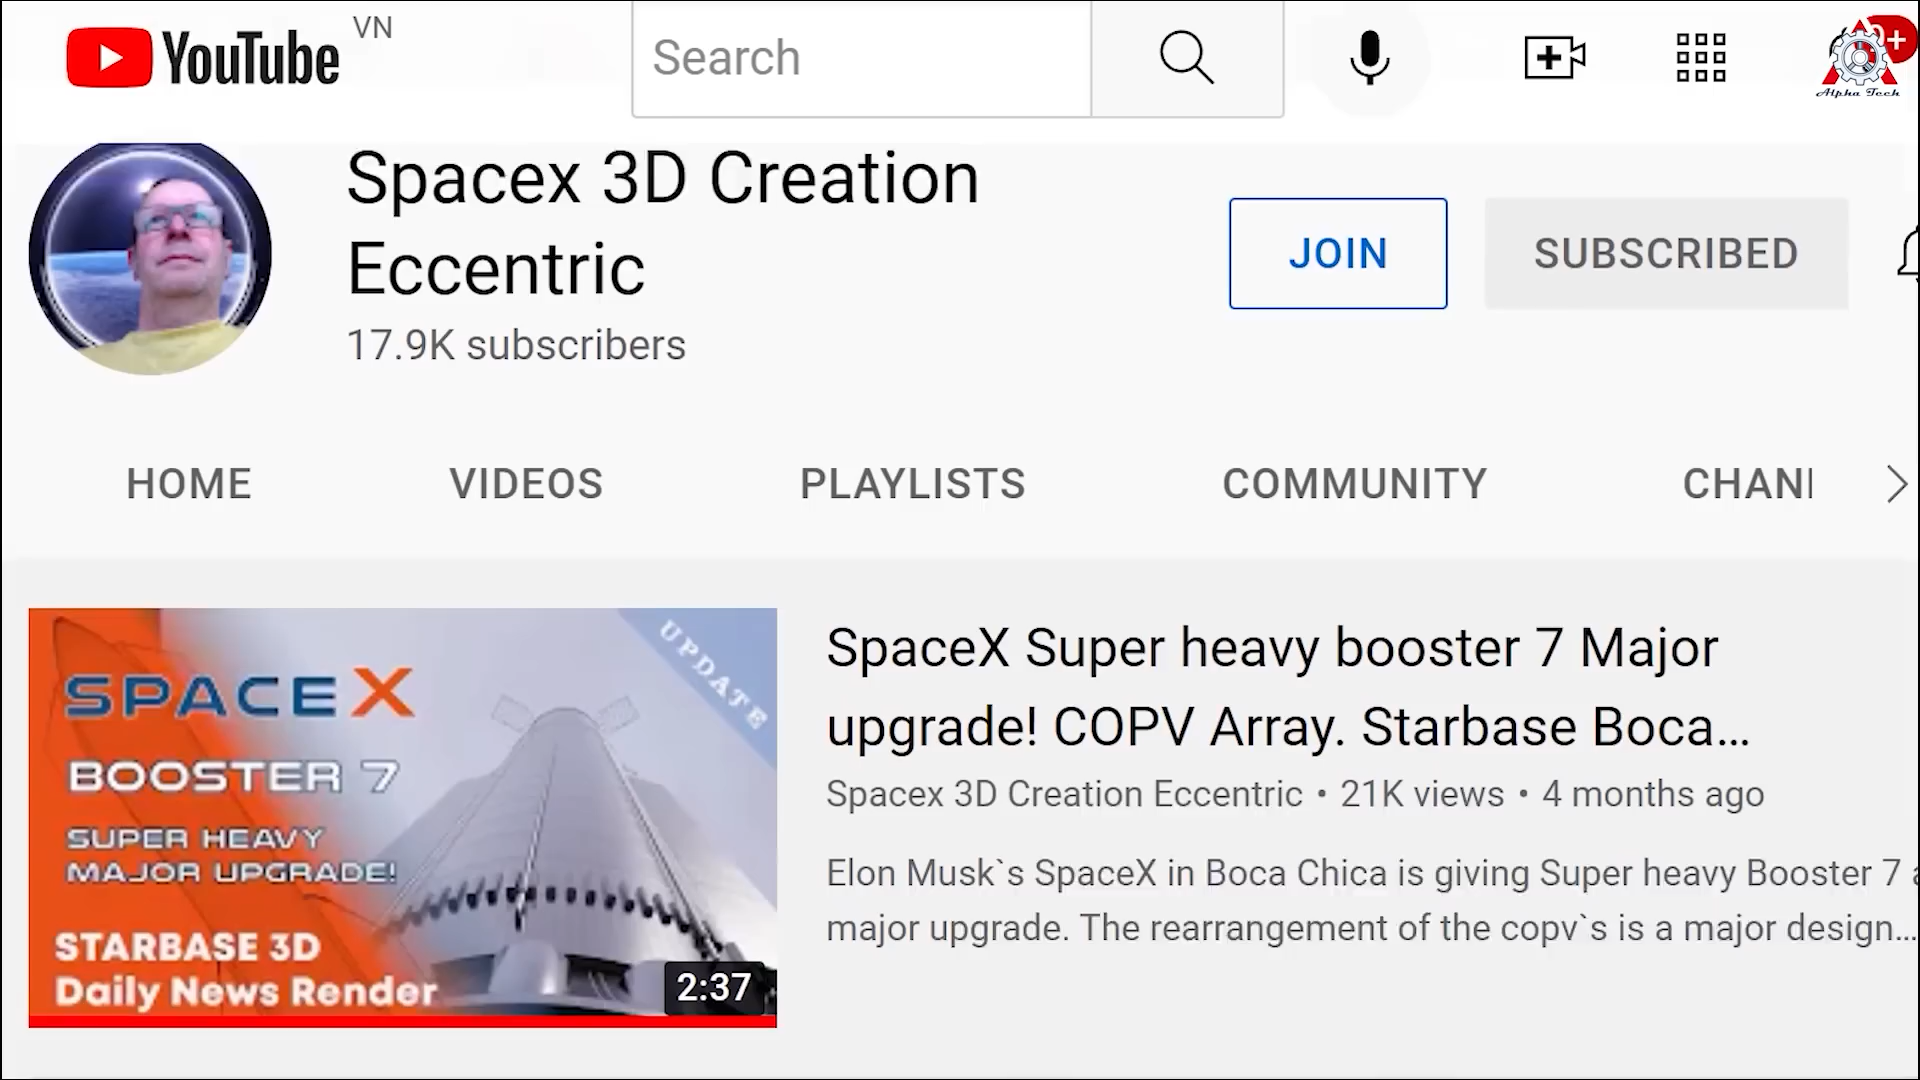 YouTube VN
Search
+
Alpha Tech
Spacex 3D Creation
Eccentric
17.9K subscribers
JOIN
SUBSCRIBED
HOME
VIDEOS
PLAYLISTS
COMMUNITY
CHAN
UPDATE
SPACEX
BOOSTER 7
SUPER HEAVY
MAJOR UPGRADE!
STARBASE 3D
Daily News Render
2:37
SpaceX Super heavy booster 7 Major
upgrade! COPV Array. Starbase Boca...
Spacex 3D Creation Eccentric • 21K views • 4 months ago
Elon Musk`s SpaceX in Boca Chica is giving Super heavy Booster 7 a
major upgrade. The rearrangement of the copv`s is a major design...